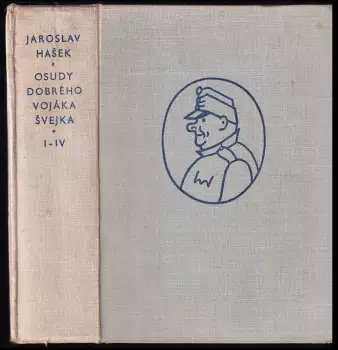 JAROSLAV
HAŠEK
•
OSUDY
DOBRÉHO
VOJÁKA
ŠVEJKA
•
I-IV